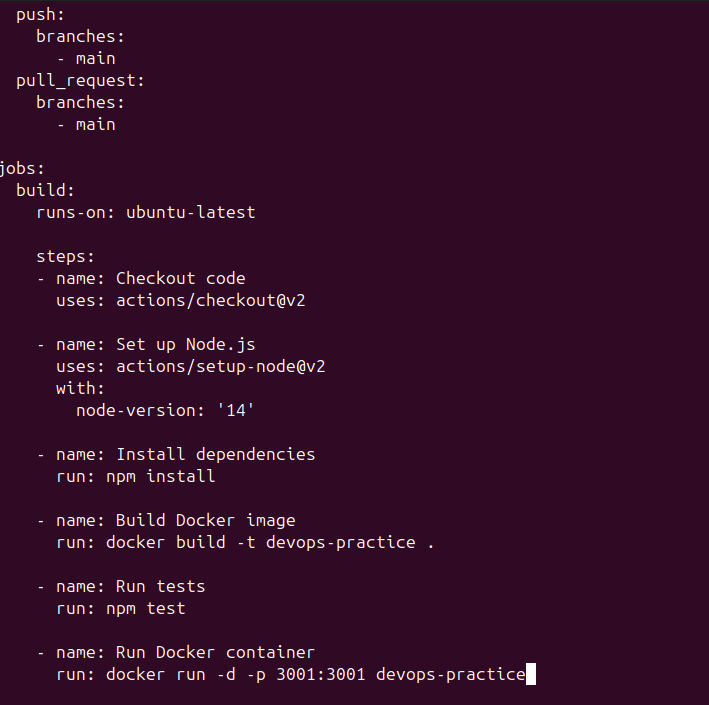 push:
branches:
- main
pull_request:
branches:
- main
jobs:
build:
runs-on: ubuntu-latest
steps:
- name: Checkout code
uses: actions/checkout@v2
- name: Set up Node.js
uses: actions/setup-node@v2
with:
node-version: '14'
- name: Install dependencies
run: npm install
- name: Build Docker image
run: docker build -t devops-practice .
- name: Run tests
run: npm test
- name: Run Docker container
run: docker run -d -p 3001:3001 devops-practice